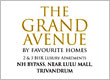 THE
GRAND
AVENUE
BY FAVOURITE HOMES
2 & 3 BHK LUXURY APARTMENTS
NH BYPASS, NEAR LULU MALL,
TRIVANDRUM